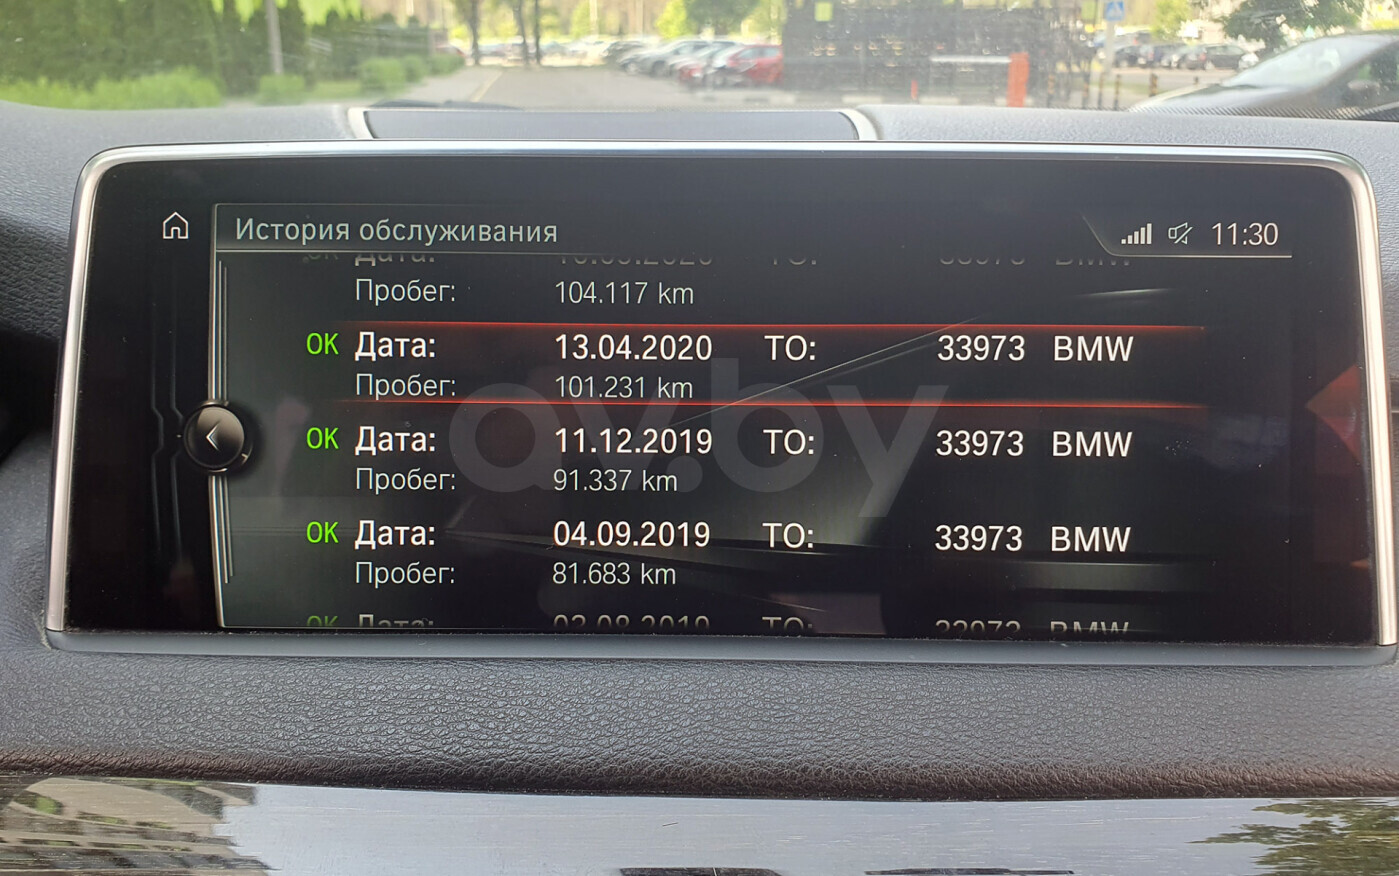 История обслуживания
11:30
Пробег: 104.117 km
OK Дата: 13.04.2020 ТО: 33973 BMW
Пробег: 101.231 km
OK Дата: 11.12.2019 ТО: 33973 BMW
Пробег: 91.337 km
OK Дата: 04.09.2019 ТО: 33973 BMW
Пробег: 81.683 km
av.by